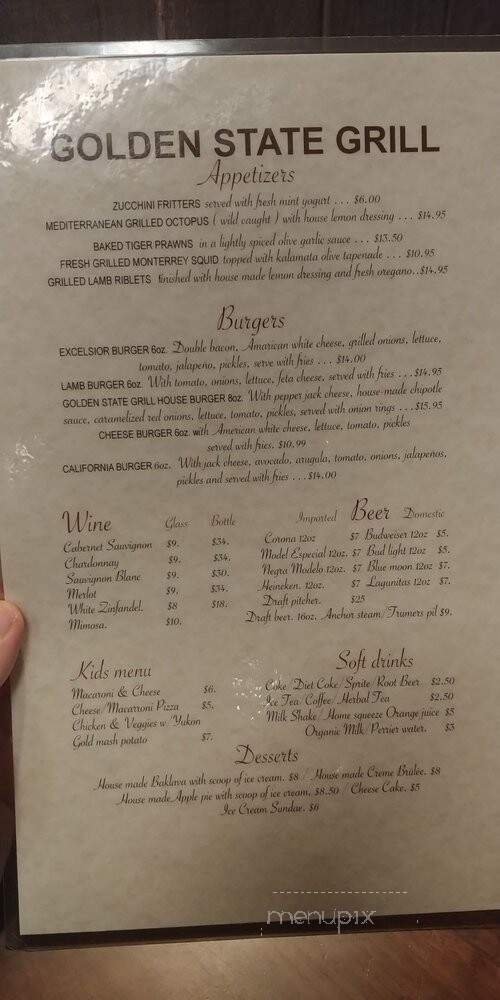 GOLDEN STATE GRILL
Appetizers
ZUCCHINI FRITTERS served with fresh mint yogurt . . . $6.00
MEDITERRANEAN GRILLED OCTOPUS ( wild caught ) with house lemon dressing . . . $14.95
BAKED TIGER PRAWNS in a lightly spiced olive garlic sauce . . . $13.50
FRESH GRILLED MONTERREY SQUID topped with kalamata olive tapenade . . . $10.95
GRILLED LAMB RIBLETS finished with house made lemon dressing and fresh oregano..$14.95
Burgers
EXCELSIOR BURGER 6oz. Double bacon, Amarican white cheese, grilled onions, lettuce,
tomato, jalapeño, pickles, serve with fries . . . $14.00
LAMB BURGER 6oz. With tomato, onions, lettuce, feta cheese, served with fries . . .$14.95
GOLDEN STATE GRILL HOUSE BURGER 8oz. With pepper jack cheese, house-made chipotle
sauce, caramelized red onions, lettuce, tomato, pickles, served with onion rings . . .$15.95
CHEESE BURGER 6oz. with American white cheese, lettuce, tomato, pickles
served with fries. $10.99
CALIFORNIA BURGER 6oz. With jack cheese, avocado, arugula, tomato, onions, jalapenos,
pickles and served with fries . . .$14.00
Wine Glass Bottle
Cabernet Sauvignon $9. $34.
Chardonnay $9. $34.
Sauvignon Blanc $9. $30.
Merlot $9. $34.
White Zinfandel. $8 $18.
Mimosa. $10.
Imported Beer Domestic
Corona 12oz $7 Budweiser 12oz $5.
Model Especial 12oz. $7 Bud light 12oz $5.
Negra Modelo 12oz. $7 Blue moon 12oz $7.
Heineken. 12oz. $7 Lagunitas 12oz $7.
Draft pitcher. $25
Draft beer. 16oz. Anchor steam/Trumers pil $9.
Kids menu
Macaroni & Cheese $6.
Cheese/Macarroni Pizza $5.
Chicken & Veggies w/Yukon
Gold mash potato $7.
Soft drinks
Coke/Diet Coke/Sprite/Root Beer $2.50
Ice Tea/Coffee/Herbal Tea $2.50
Milk Shake/Home squeeze Orange juice $5
Organic Milk/Perrier water. $3
Desserts
House made Baklava with scoop of ice cream. $8 / House made Creme Brulee. $8
House made Apple pie with scoop of ice cream. $8.50 / Cheese Cake. $5
Ice Cream Sundae. $6
menupix